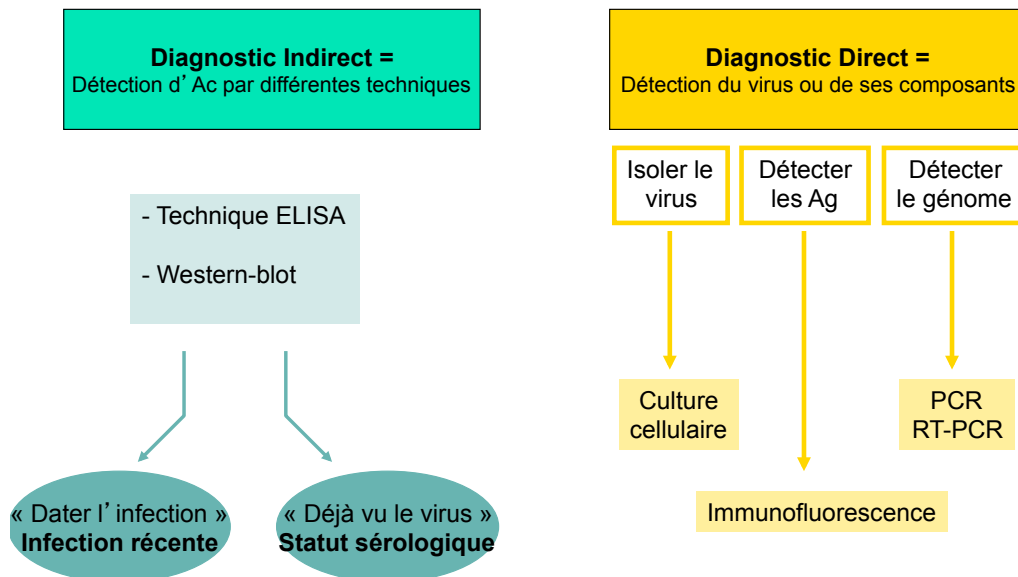 Diagnostic Indirect =
Détection d’ Ac par différentes techniques
- Technique ELISA
- Western-blot
« Dater l’ infection »
Infection récente
« Déjà vu le virus »
Statut sérologique
Diagnostic Direct =
Détection du virus ou de ses composants
Isoler le
virus
Détecter
les Ag
Détecter
le génome
Culture
cellulaire
PCR
RT-PCR
Immunofluorescence